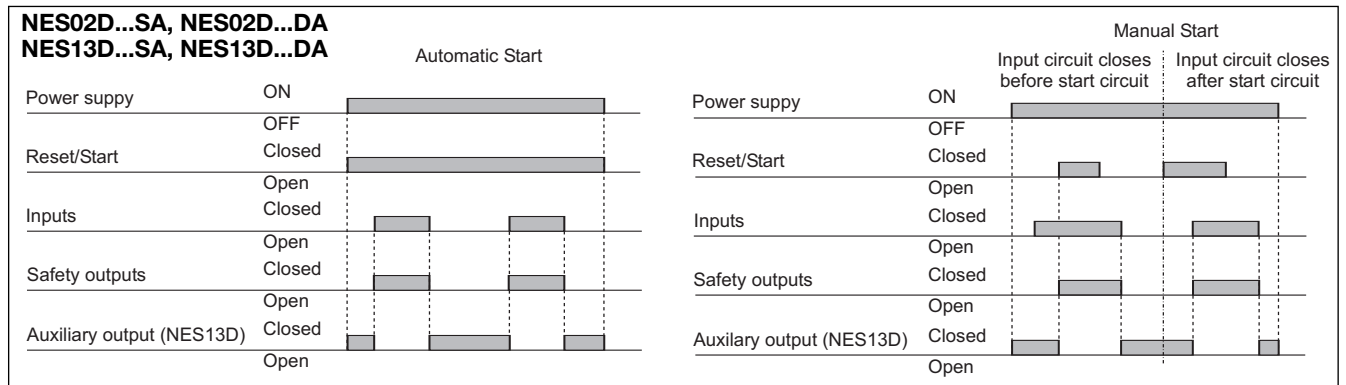 NES02D...SA, NES02D...DA
NES13D...SA, NES13D...DA
Automatic Start
Power suppy
ON
OFF
Reset/Start
Closed
Open
Inputs
Closed
Open
Safety outputs
Closed
Open
Auxiliary output (NES13D)
Closed
Open
Manual Start
Input circuit closes before start circuit
Input circuit closes after start circuit
Power suppy
ON
OFF
Reset/Start
Closed
Open
Inputs
Closed
Open
Safety outputs
Closed
Open
Auxilary output (NES13D)
Closed
Open